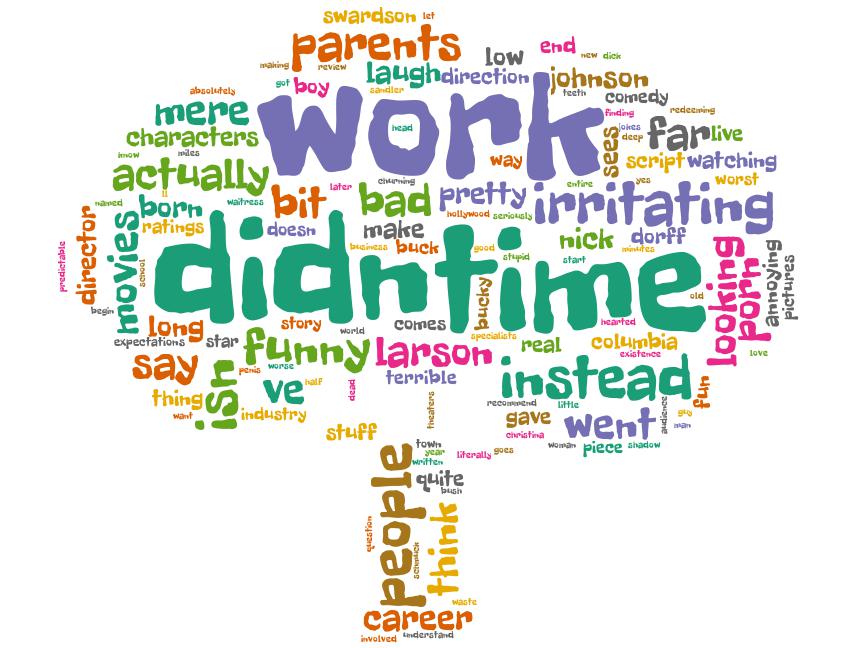 swardson let
parents low end new dick
making review laugh direction johnson
absolutely got boy sandler teeth comedy
mere work finding redeeming
characters head jokes deep far live
know miles way sees script watching
actually churning entire yes worst
ll later bit bad pretty irritating
named born waitress hollywood seriously
director movies ratings doesn make nick dorff
predictable school business buck good minutes looking porn annoying pictures
didn time stupid start
begin bucky old
long story world comes specialists hearted
expectations star funny larson real columbia existence love
say ish penis worse terrible instead fun
thing ve half dead theaters recommend little audience guy
want industry gave went man
stuff christina woman piece shadow
people town year literally goes
written quite
bush
question think
schmuck
waste
career
involved understand